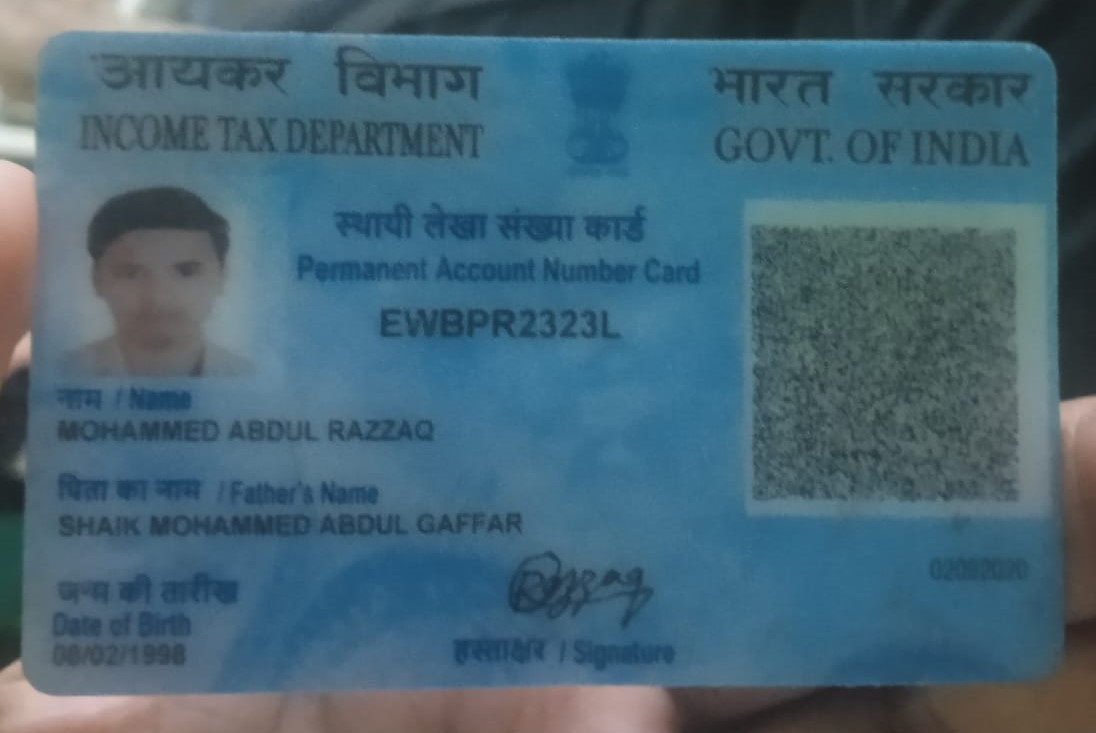 आयकर विभाग
INCOME TAX DEPARTMENT
भारत सरकार
GOVT. OF INDIA
स्थायी लेखा संख्या कार्ड
Permanent Account Number Card
EWBPR2323L
नाम / Name
MOHAMMED ABDUL RAZZAQ
पिता का नाम / Father's Name
SHAIK MOHAMMED ABDUL GAFFAR
जन्म की तारीख
Date of Birth
08/02/1998
हस्ताक्षर / Signature